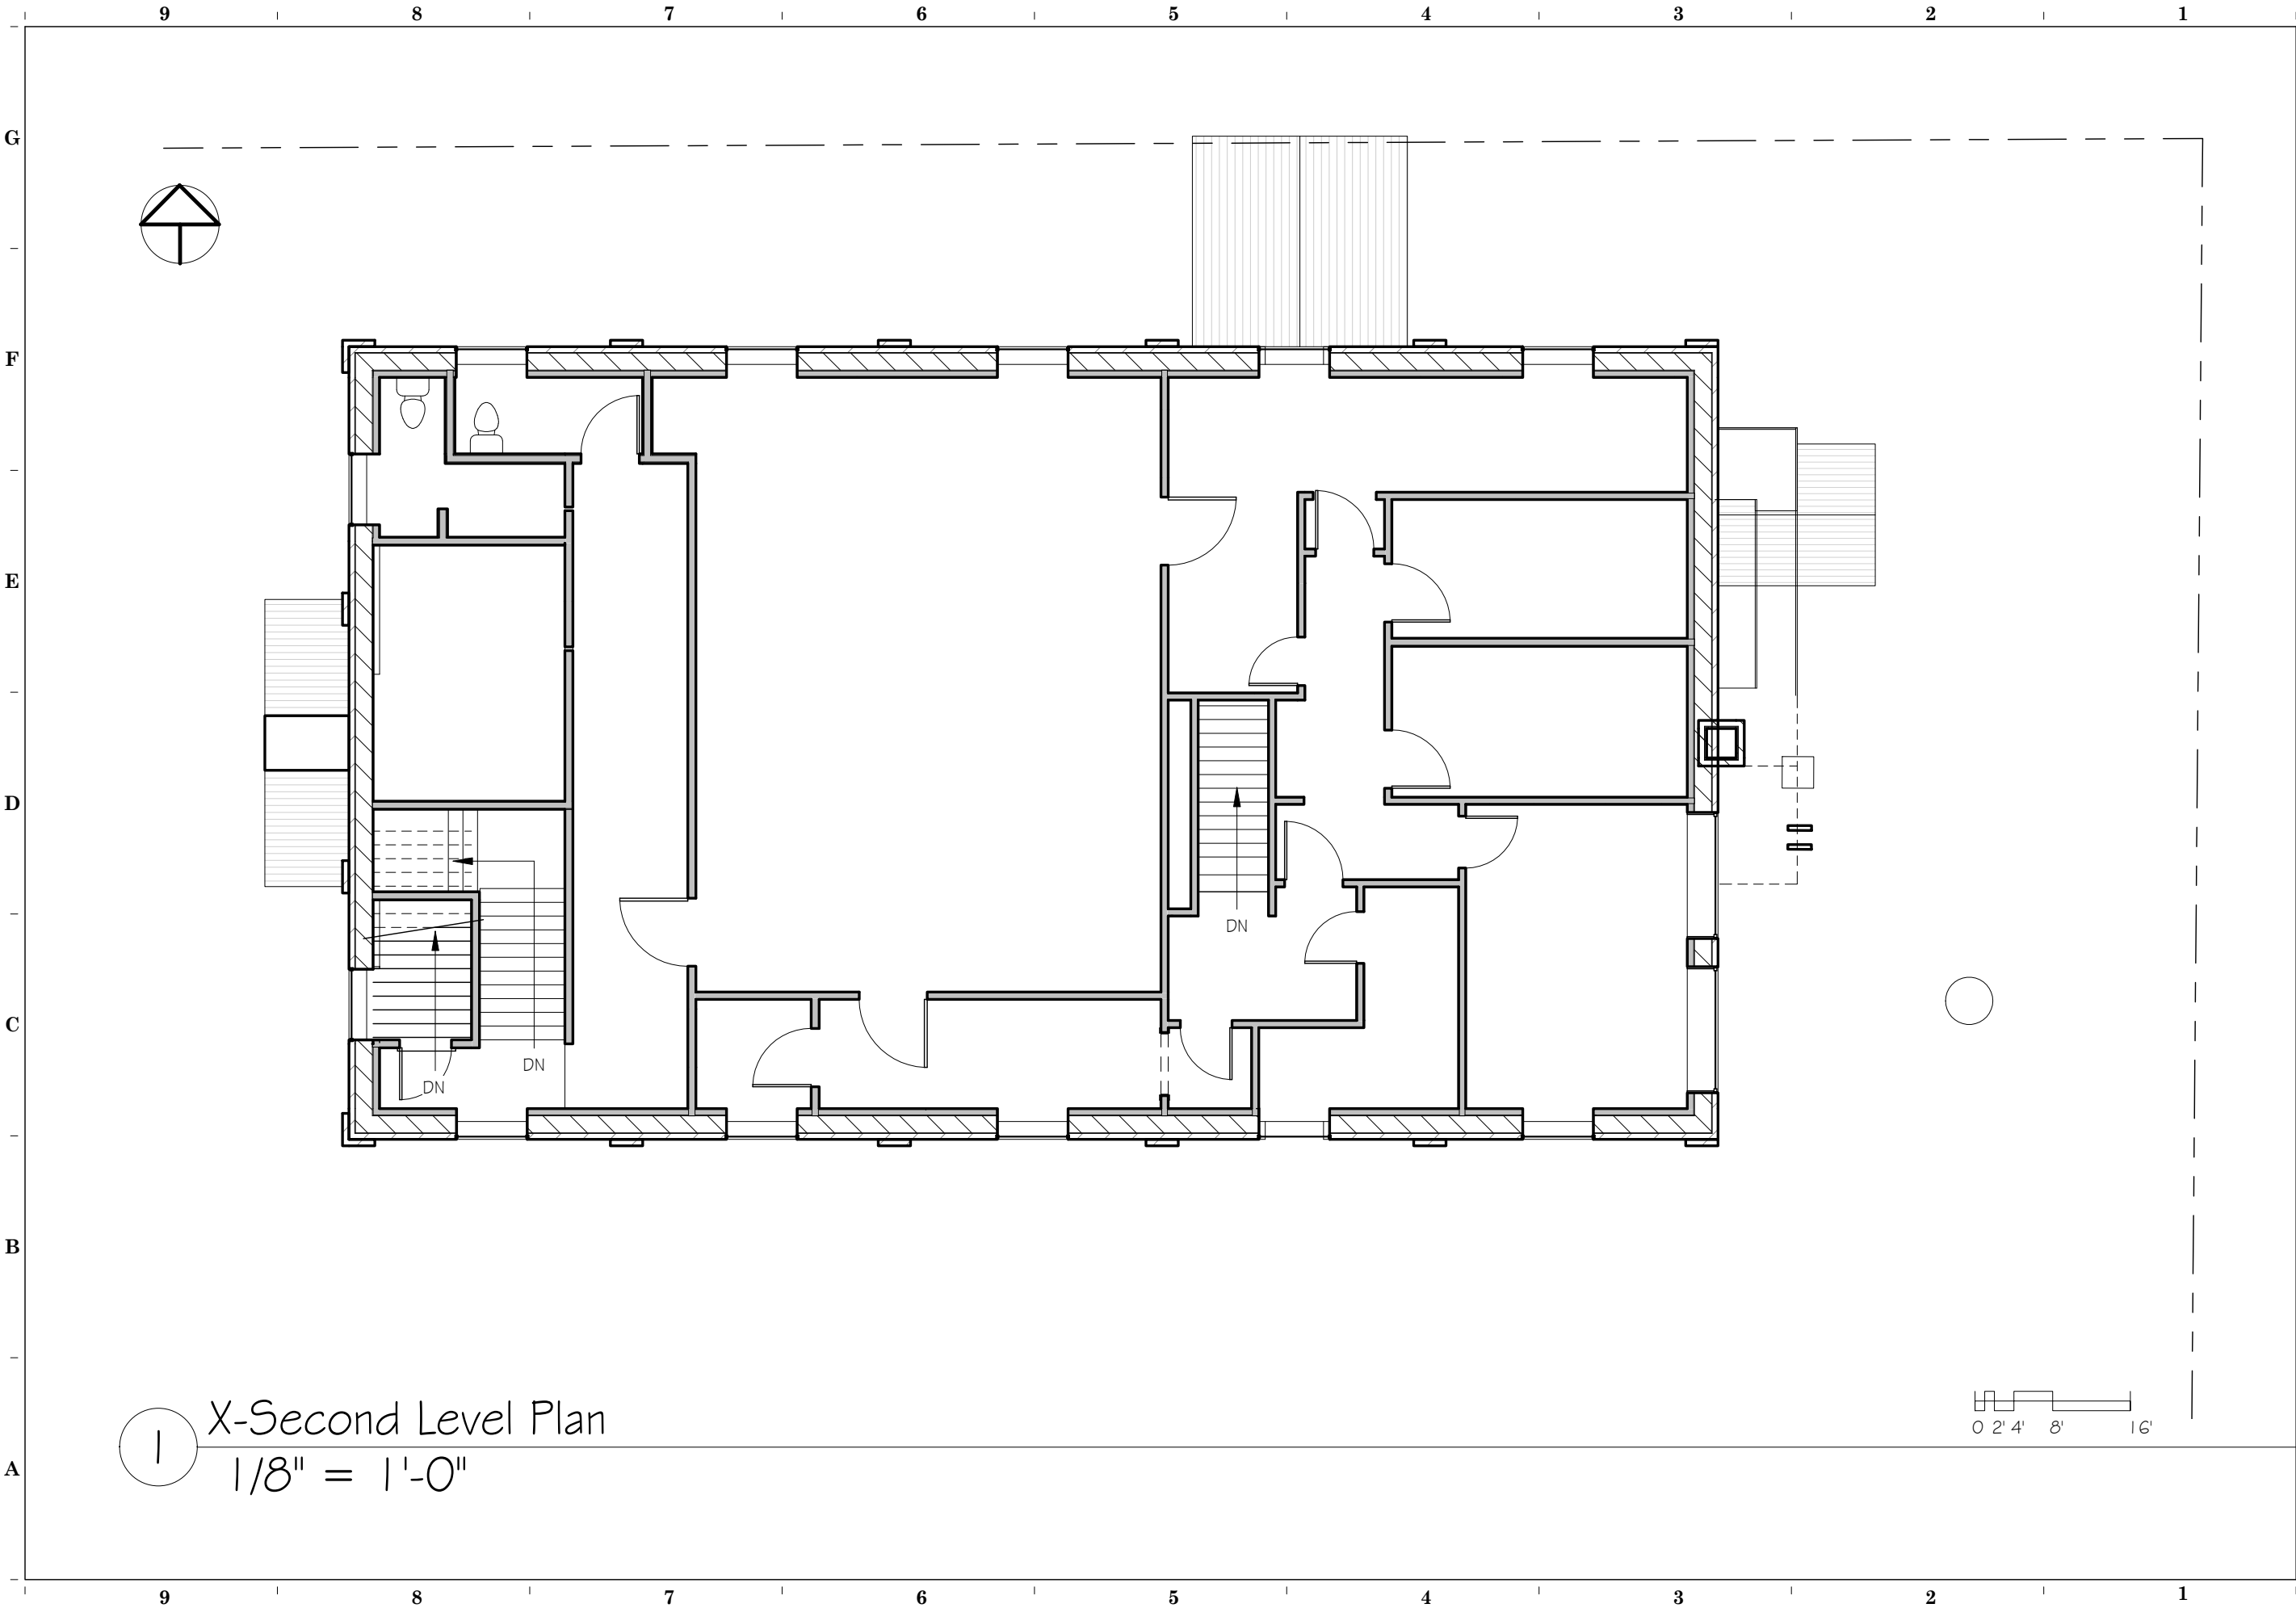 9 8 7 6 5 4 3 2 1
G
F
E
D
DN
C
DN
DN
B
1
X-Second Level Plan
1/8" = 1'-0"
0 2' 4' 8' 16'
A
9 8 7 6 5 4 3 2 1